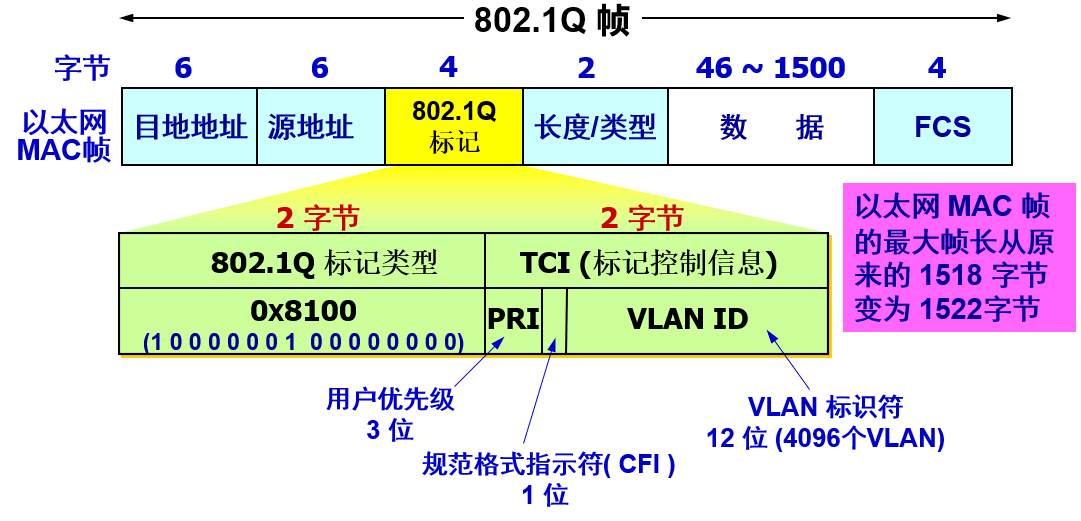 802.1Q 帧
字节 6 6 4 2 46 ~ 1500 4
以太网
MAC帧
目地地址 源地址 802.1Q
标记
长度/类型 数 据 FCS
2 字节 2 字节
802.1Q 标记类型 TCI (标记控制信息)
0x8100
(1 0 0 0 0 0 0 1 0 0 0 0 0 0 0 0)
PRI VLAN ID
以太网 MAC 帧
的最大帧长从原
来的 1518 字节
变为 1522字节
用户优先级
3 位
规范格式指示符( CFI )
1 位
VLAN 标识符
12 位 (4096个VLAN)